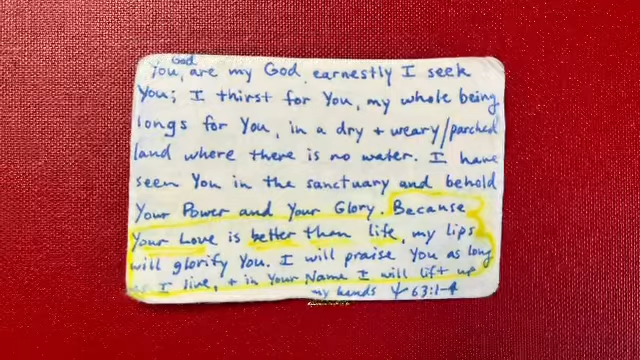 God
You, are my God, earnestly I seek
You; I thirst for You, my whole being
longs for You, in a dry + weary/parched
land where there is no water. I have
seen You in the sanctuary and behold
Your Power and Your Glory. Because
Your Love is better than life, my lips
will glorify You. I will praise You as long
as I live, + in Your Name I will lift up
my hands Ψ 63:1-4